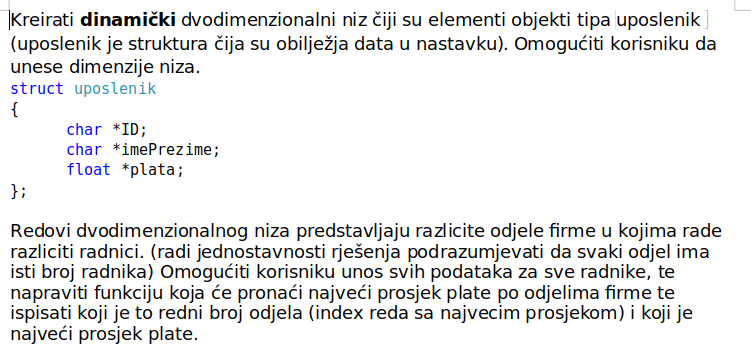 Kreirati dinamički dvodimenzionalni niz čiji su elementi objekti tipa uposlenik
(uposlenik je struktura čija su obilježja data u nastavku). Omogućiti korisniku da
unese dimenzije niza.
struct uposlenik
{
char *ID;
char *imePrezime;
float *plata;
};
Redovi dvodimenzionalnog niza predstavljaju razlicite odjele firme u kojima rade
razliciti radnici. (radi jednostavnosti rješenja podrazumjevati da svaki odjel ima
isti broj radnika) Omogućiti korisniku unos svih podataka za sve radnike, te
napraviti funkciju koja će pronaći najveći prosjek plate po odjelima firme te
ispisati koji je to redni broj odjela (index reda sa najvecim prosjekom) i koji je
najveći prosjek plate.